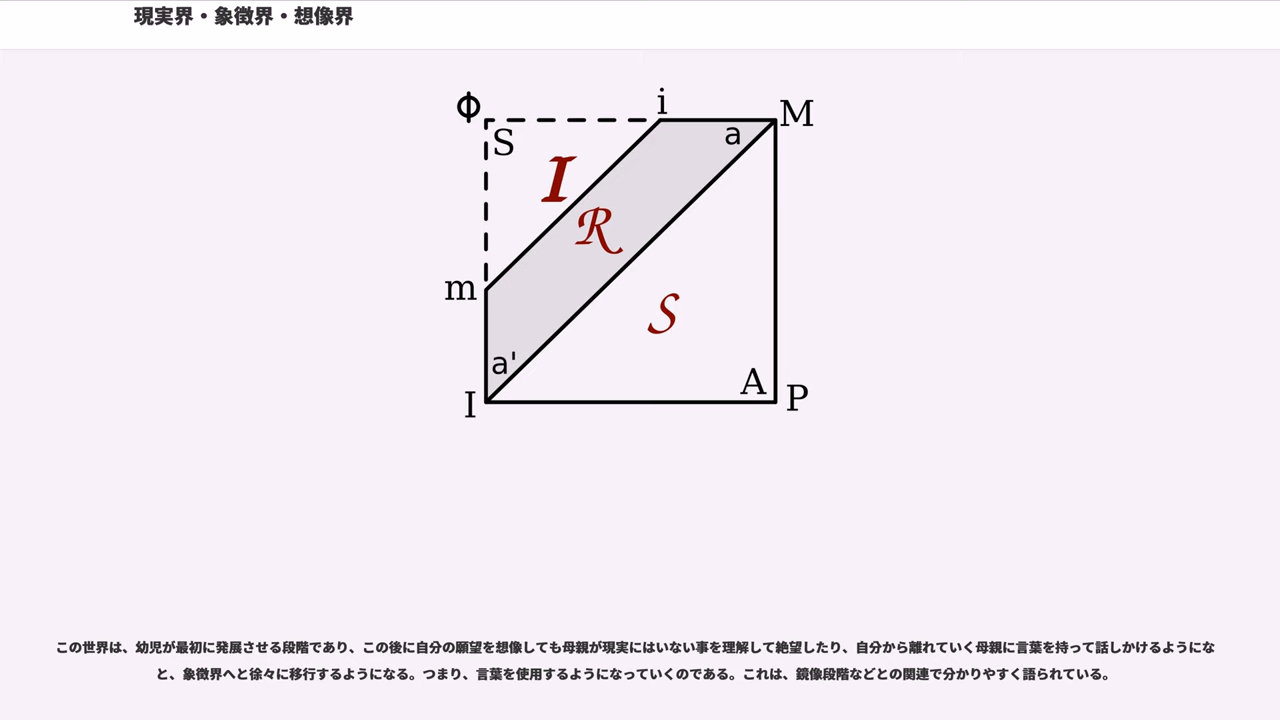 現実界・象徴界・想像界
Φ
i
M
S
a
I
R
m
S
a'
A
I
P
この世界は、幼児が最初に発展させる段階であり、この後に自分の願望を想像しても母親が現実にはいない事を理解して絶望したり、自分から離れていく母親に言葉を持って話しかけるようにな
と、象徴界へと徐々に移行するようになる。つまり、言葉を使用するようになっていくのである。これは、鏡像段階などとの関連で分かりやすく語られている。